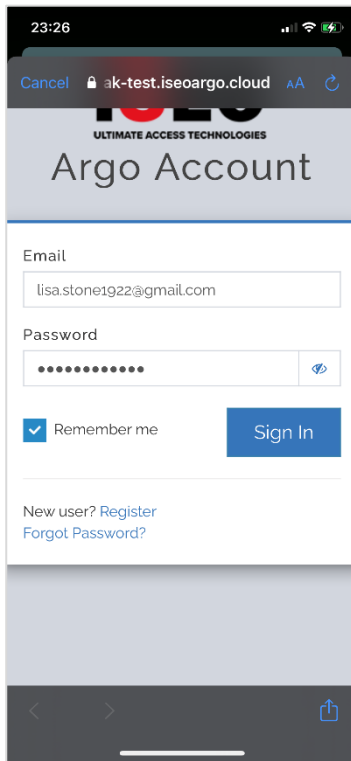 23:26
Cancel ak-test.iseoargo.cloud AA
ULTIMATE ACCESS TECHNOLOGIES
Argo Account
Email
lisa.stone1922@gmail.com
Password
Remember me
Sign In
New user? Register
Forgot Password?